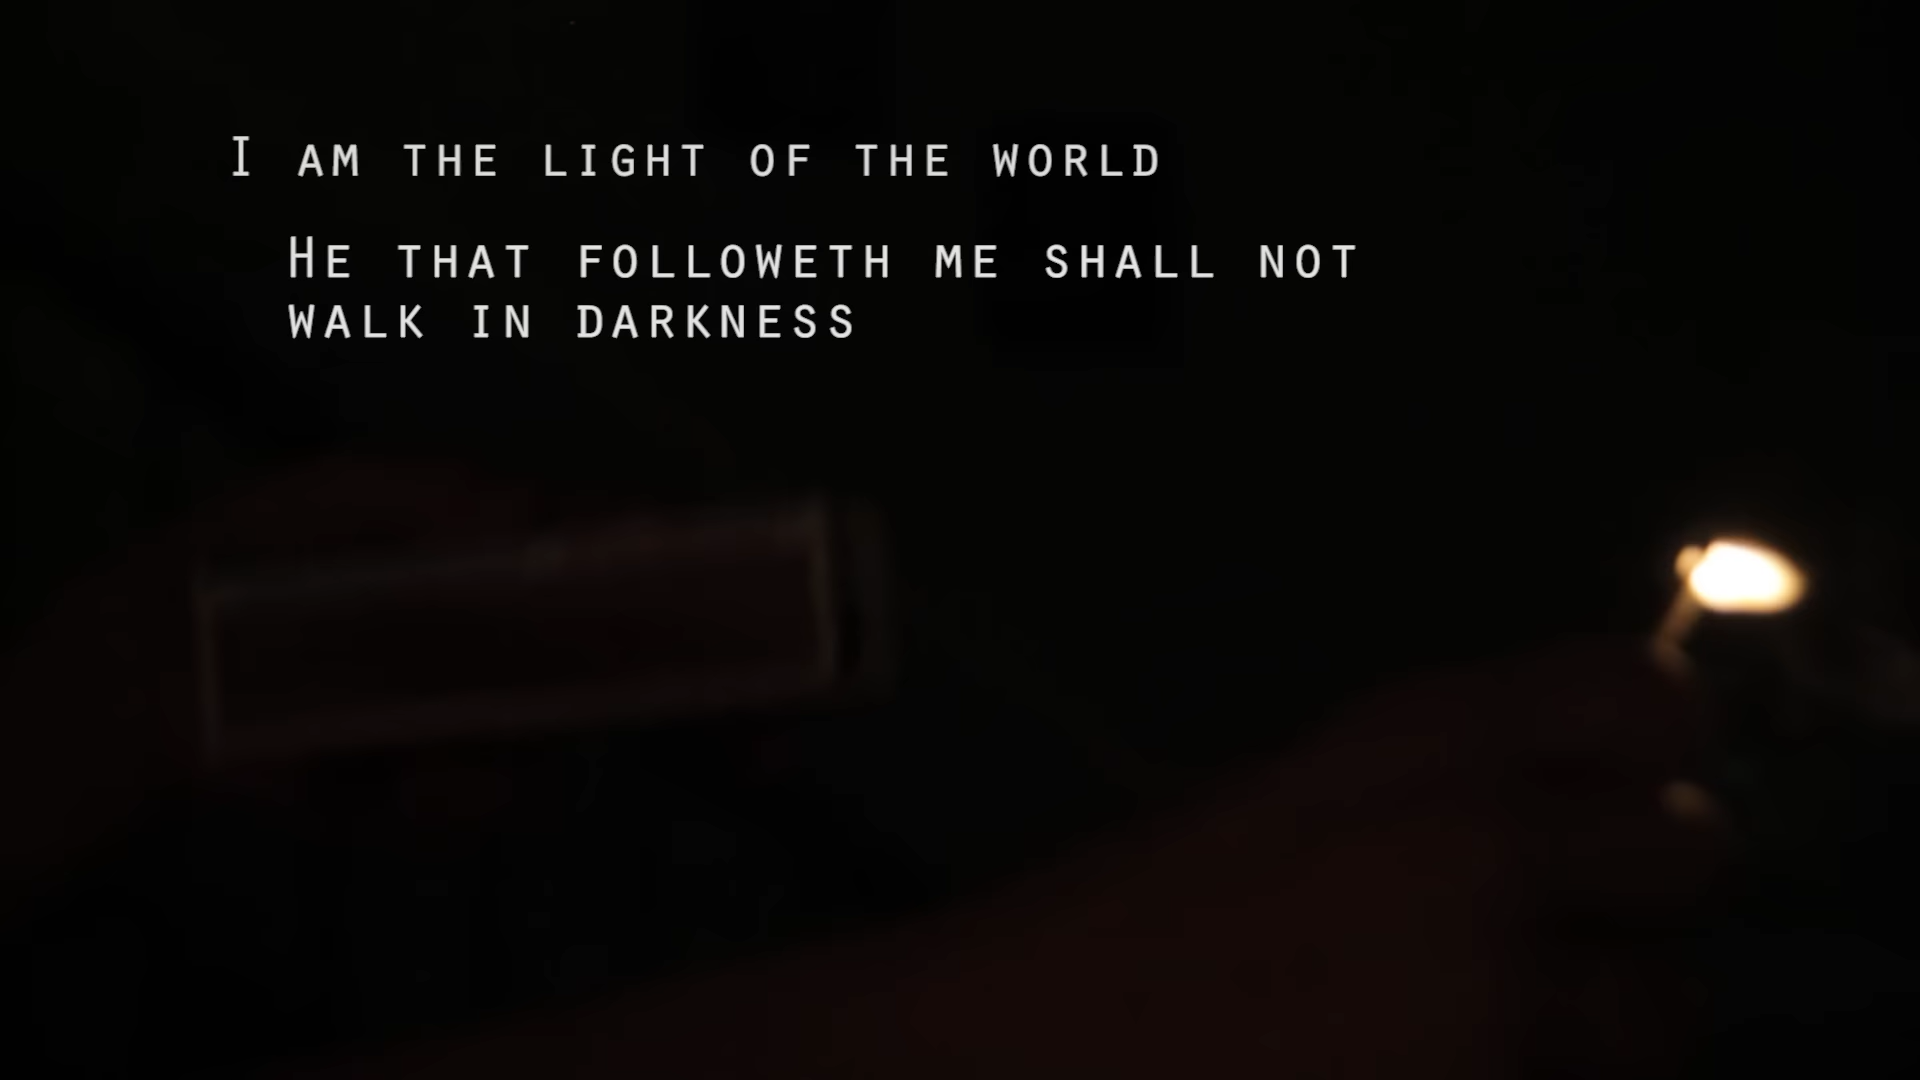 I AM THE LIGHT OF THE WORLD
HE THAT FOLLOWETH ME SHALL NOT
WALK IN DARKNESS